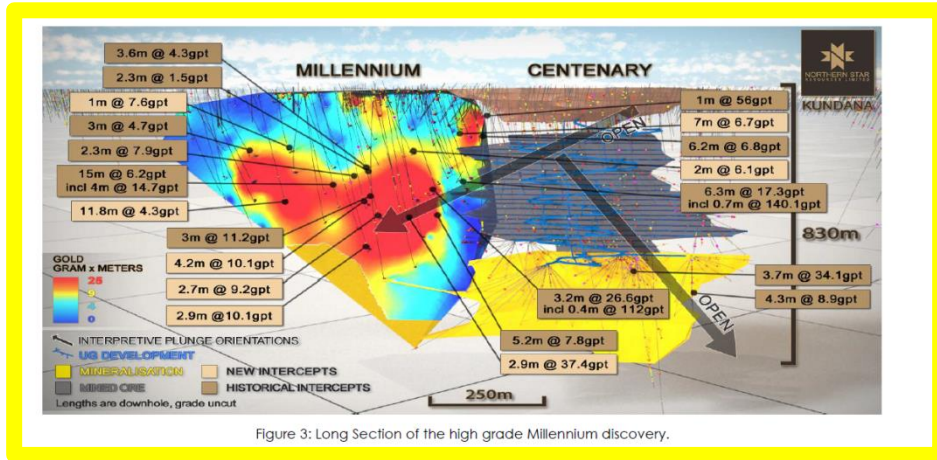 3.6m @ 4.3gpt
2.3m @ 1.5gpt
MILLENNIUM
CENTENARY
NORTHERN STAR
RESOURCES LIMITED
KUNDANA
1m @ 7.6gpt
3m @ 4.7gpt
2.3m @ 7.9gpt
15m @ 6.2gpt
incl 4m @ 14.7gpt
11.8m @ 4.3gpt
3m @ 11.2gpt
4.2m @ 10.1gpt
2.7m @ 9.2gpt
2.9m @10.1gpt
OPEN
1m @ 56gpt
7m @ 6.7gpt
6.2m @ 6.8gpt
2m @ 6.1gpt
6.3m @ 17.3gpt
incl 0.7m @ 140.1gpt
830m
3.7m @ 34.1gpt
4.3m @ 8.9gpt
OPEN
3.2m @ 26.6gpt
incl 0.4m @ 112gpt
5.2m @ 7.8gpt
2.9m @ 37.4gpt
GOLD
GRAM x METERS
25
9
4
0
INTERPRETIVE PLUNGE ORIENTATIONS
UG DEVELOPMENT
MINERALISATION
NEW INTERCEPTS
MINED ORE
HISTORICAL INTERCEPTS
Lengths are downhole, grade uncut
250m
Figure 3: Long Section of the high grade Millennium discovery.